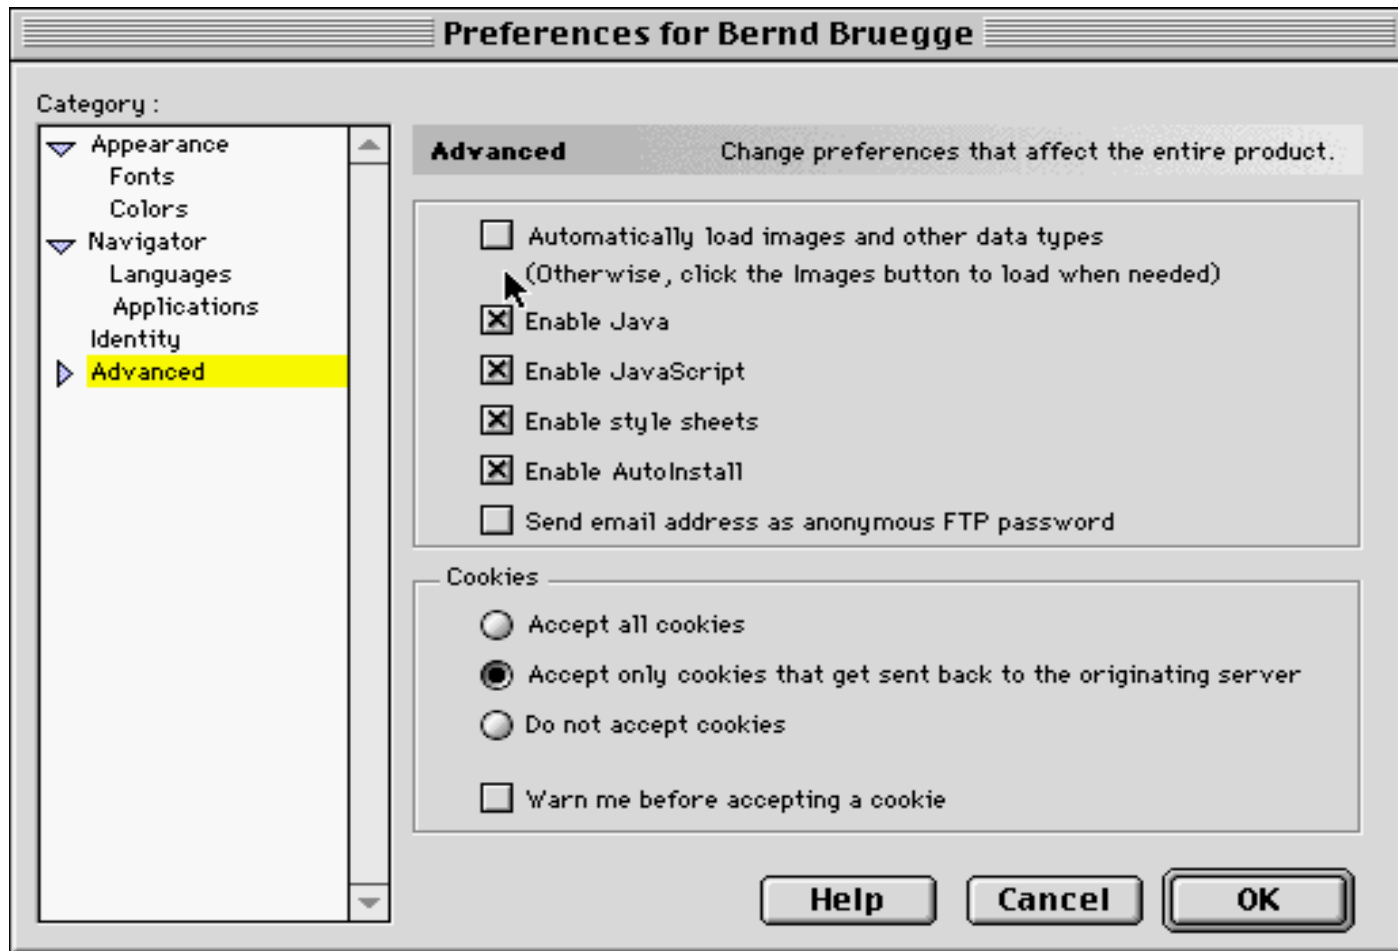 Preferences for Bernd Bruegge
Category :
Appearance
Fonts
Colors
Navigator
Languages
Applications
Identity
Advanced
Advanced Change preferences that affect the entire product.
Automatically load images and other data types
(Otherwise, click the Images button to load when needed)
Enable Java
Enable JavaScript
Enable style sheets
Enable AutoInstall
Send email address as anonymous FTP password
Cookies
Accept all cookies
Accept only cookies that get sent back to the originating server
Do not accept cookies
Warn me before accepting a cookie
Help Cancel OK